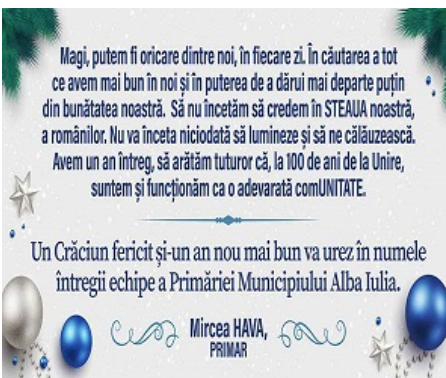 Magi, putem fi oricare dintre noi, în fiecare zi. În căutarea a tot
ce avem mai bun în noi și în puterea de a dărui mai departe puțin
din bunătatea noastră. Să nu încetăm să credem în STEAUA noastră,
a românilor. Nu va înceta niciodată să lumineze și să ne călăuzească.
Avem un an întreg, să arătăm tuturor că, la 100 de ani de la Unire,
suntem și funcționăm ca o adevarată comUNITATE.
Un Crăciun fericit și-un an nou mai bun va urez în numele
întregii echipe a Primăriei Municipiului Alba Iulia.
Mircea HAVA,
PRIMAR